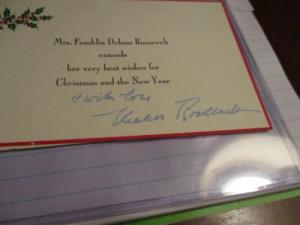 Mrs. Franklin Delano Roosevelt
extends
her very best wishes for
Christmas and the New Year
& with love
Eleanor Roosevelt